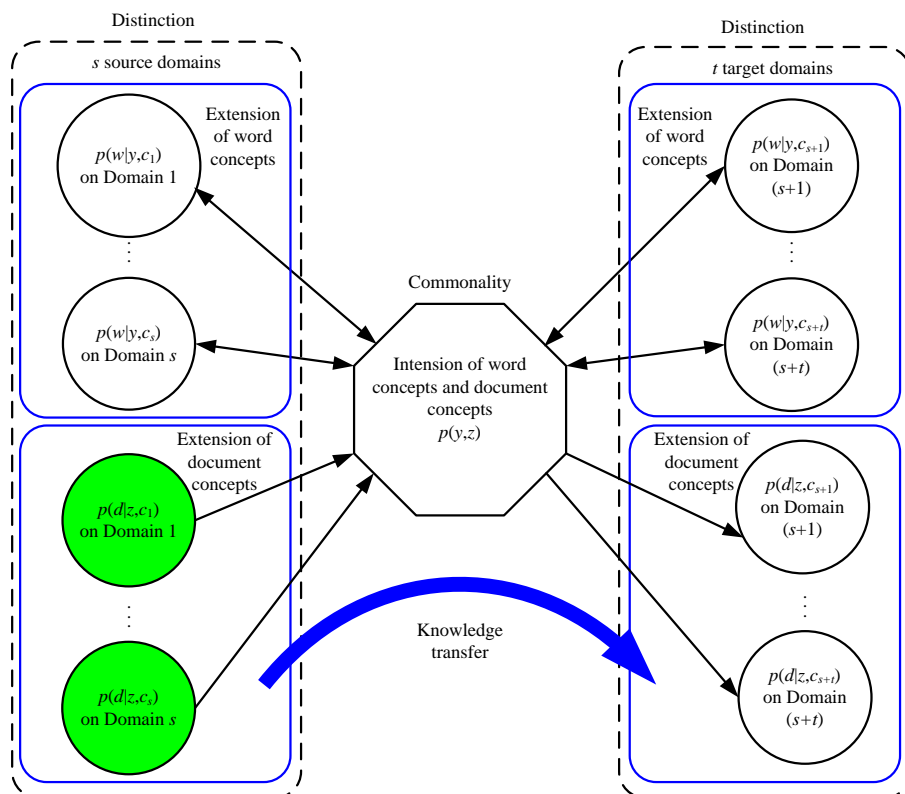 Distinction
s source domains
Extension
of word
concepts
p(w|y,c₁)
on Domain 1
⋮
p(w|y,cₛ)
on Domain s
Extension of
document
concepts
p(d|z,c₁)
on Domain 1
⋮
p(d|z,cₛ)
on Domain s
Commonality
Intension of word
concepts and document
concepts
p(y,z)
Knowledge
transfer
Distinction
t target domains
Extension
of word
concepts
p(w|y,cₛ₊₁)
on Domain
(s+1)
⋮
p(w|y,cₛ₊ₜ)
on Domain
(s+t)
Extension of
document
concepts
p(d|z,cₛ₊₁)
on Domain
(s+1)
⋮
p(d|z,cₛ₊ₜ)
on Domain
(s+t)